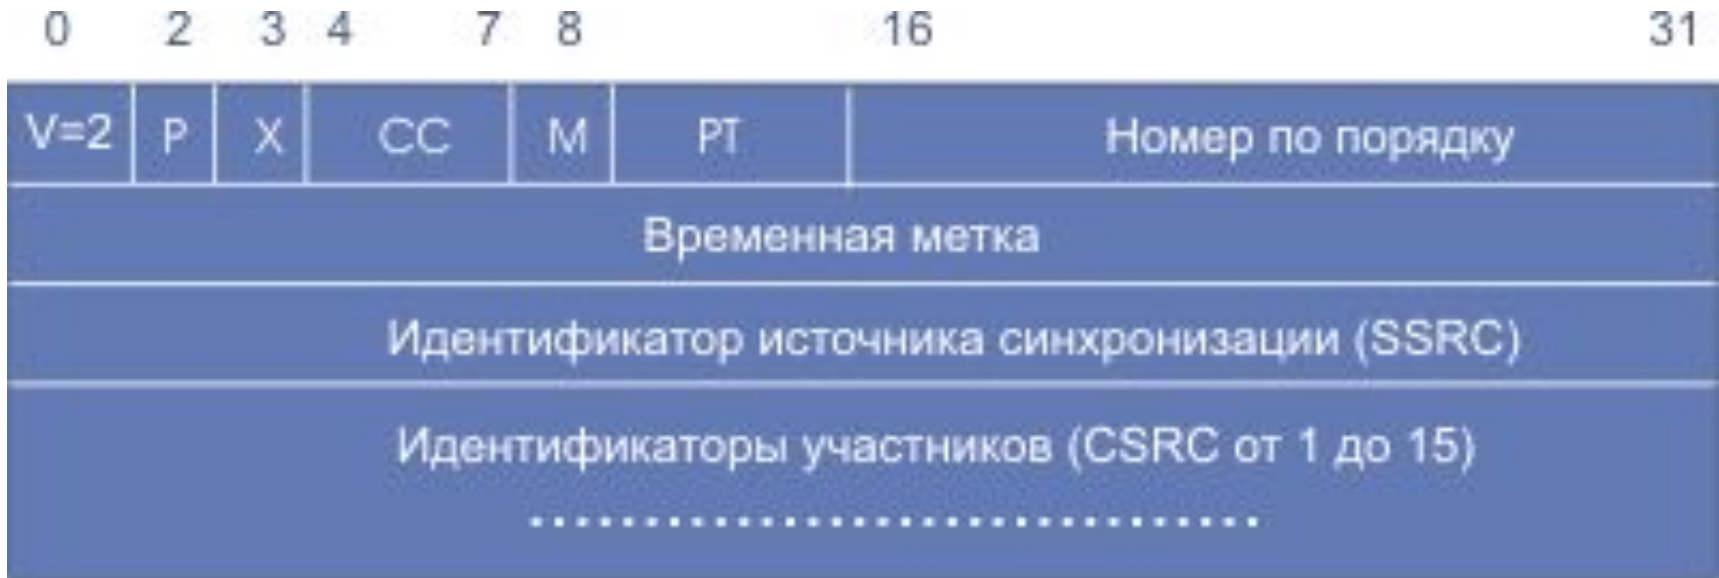 0 2 3 4 7 8 16 31
V=2 P X CC M PT Номер по порядку
Временная метка
Идентификатор источника синхронизации (SSRC)
Идентификаторы участников (CSRC от 1 до 15)